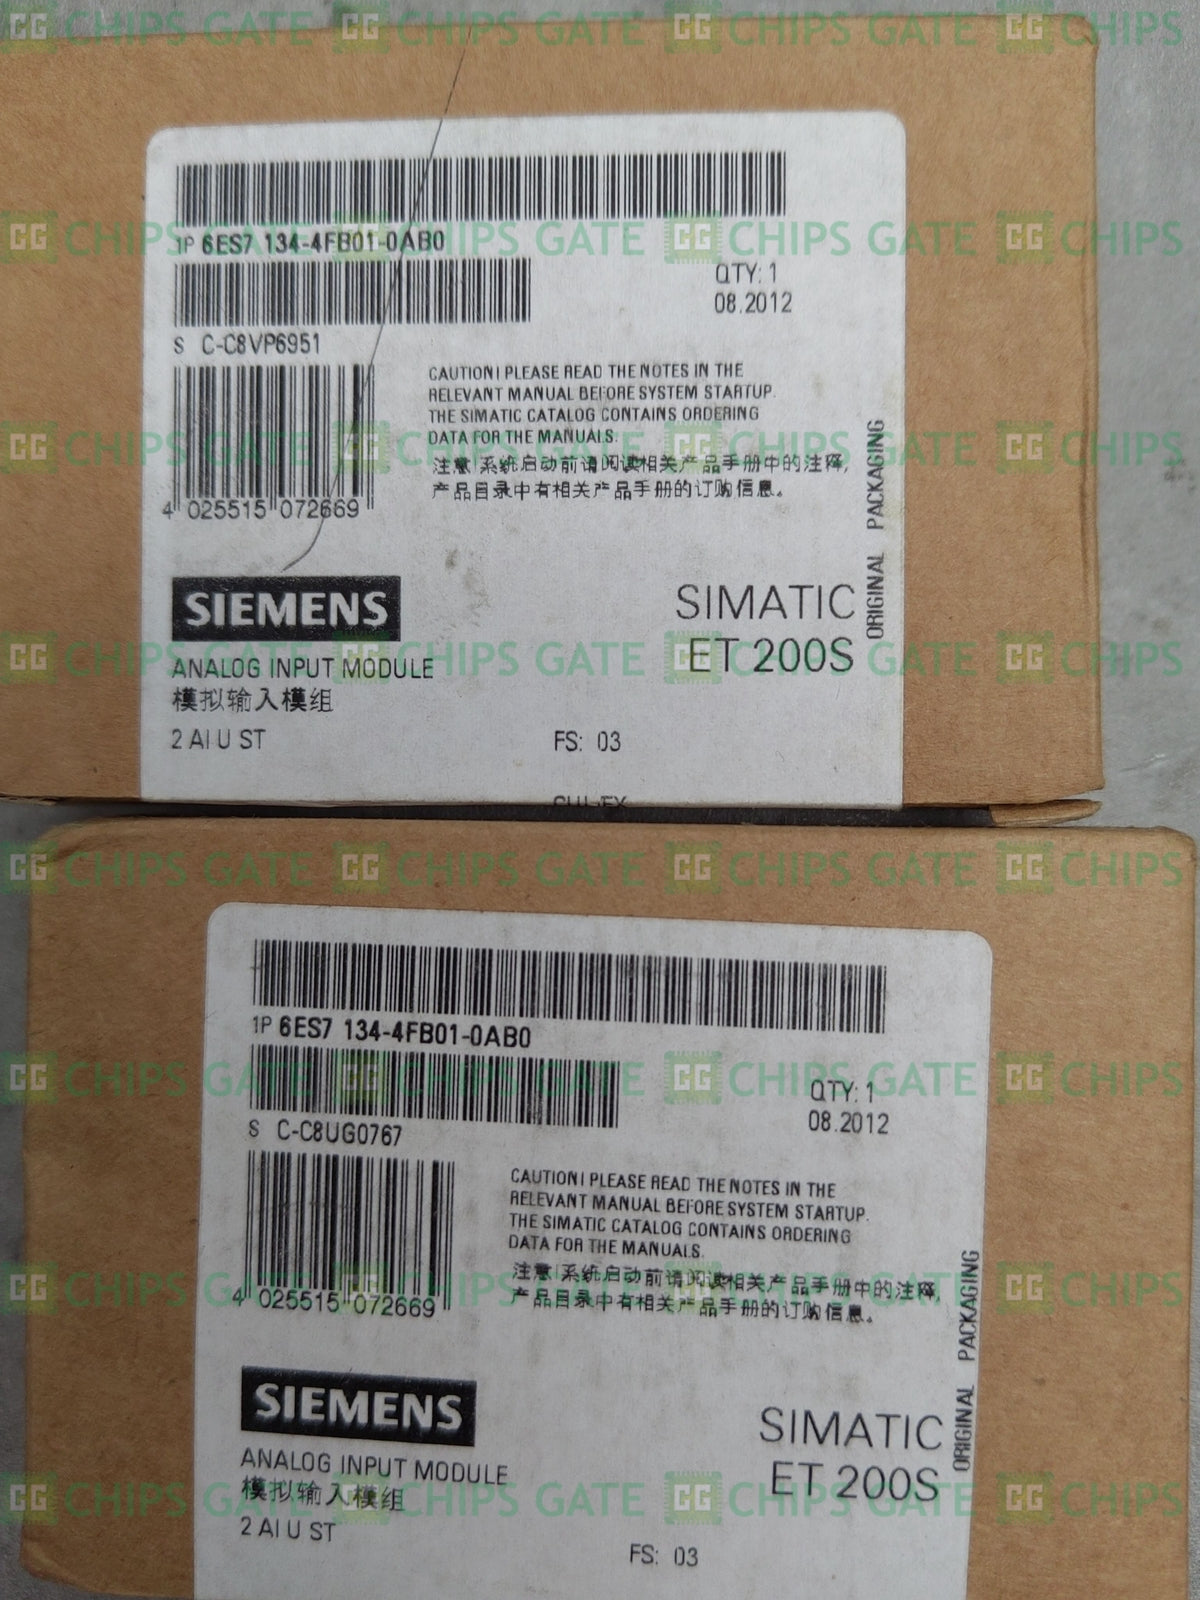 1P 6ES7 134-4FB01-0AB0
QTY: 1
08.2012
S C-C8VP6951
CAUTION! PLEASE READ THE NOTES IN THE
RELEVANT MANUAL BEFORE SYSTEM STARTUP.
THE SIMATIC CATALOG CONTAINS ORDERING
DATA FOR THE MANUALS.
注意!系统启动前请阅读相关产品手册中的注释,
产品目录中有相关产品手册的订购信息。
4 025515 072669
ORIGINAL PACKAGING
SIEMENS
SIMATIC
ET 200S
ANALOG INPUT MODULE
模拟输入模组
2 AI U ST
FS: 03
1P 6ES7 134-4FB01-0AB0
QTY: 1
08.2012
S C-C8UG0767
CAUTION! PLEASE READ THE NOTES IN THE
RELEVANT MANUAL BEFORE SYSTEM STARTUP.
THE SIMATIC CATALOG CONTAINS ORDERING
DATA FOR THE MANUALS.
注意!系统启动前请阅读相关产品手册中的注释,
产品目录中有相关产品手册的订购信息。
4 025515 072669
ORIGINAL PACKAGING
SIEMENS
SIMATIC
ET 200S
ANALOG INPUT MODULE
模拟输入模组
2 AI U ST
FS: 03
CHIPS GATE